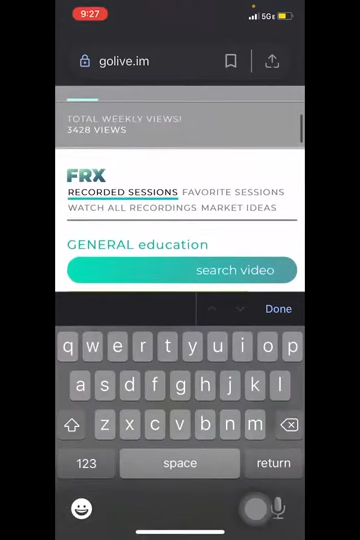 9:27
5GE
golive.im
TOTAL WEEKLY VIEWS!
3428 VIEWS
FRX
RECORDED SESSIONS FAVORITE SESSIONS
WATCH ALL RECORDINGS MARKET IDEAS
GENERAL education
search video
Done
q w e r t y u i o p
a s d f g h j k l
z x c v b n m
123 space return